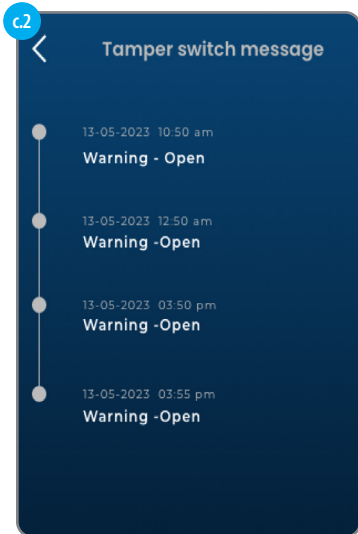 c.2
Tamper switch message
13-05-2023 10:50 am
Warning - Open
13-05-2023 12:50 am
Warning -Open
13-05-2023 03:50 pm
Warning -Open
13-05-2023 03:55 pm
Warning -Open